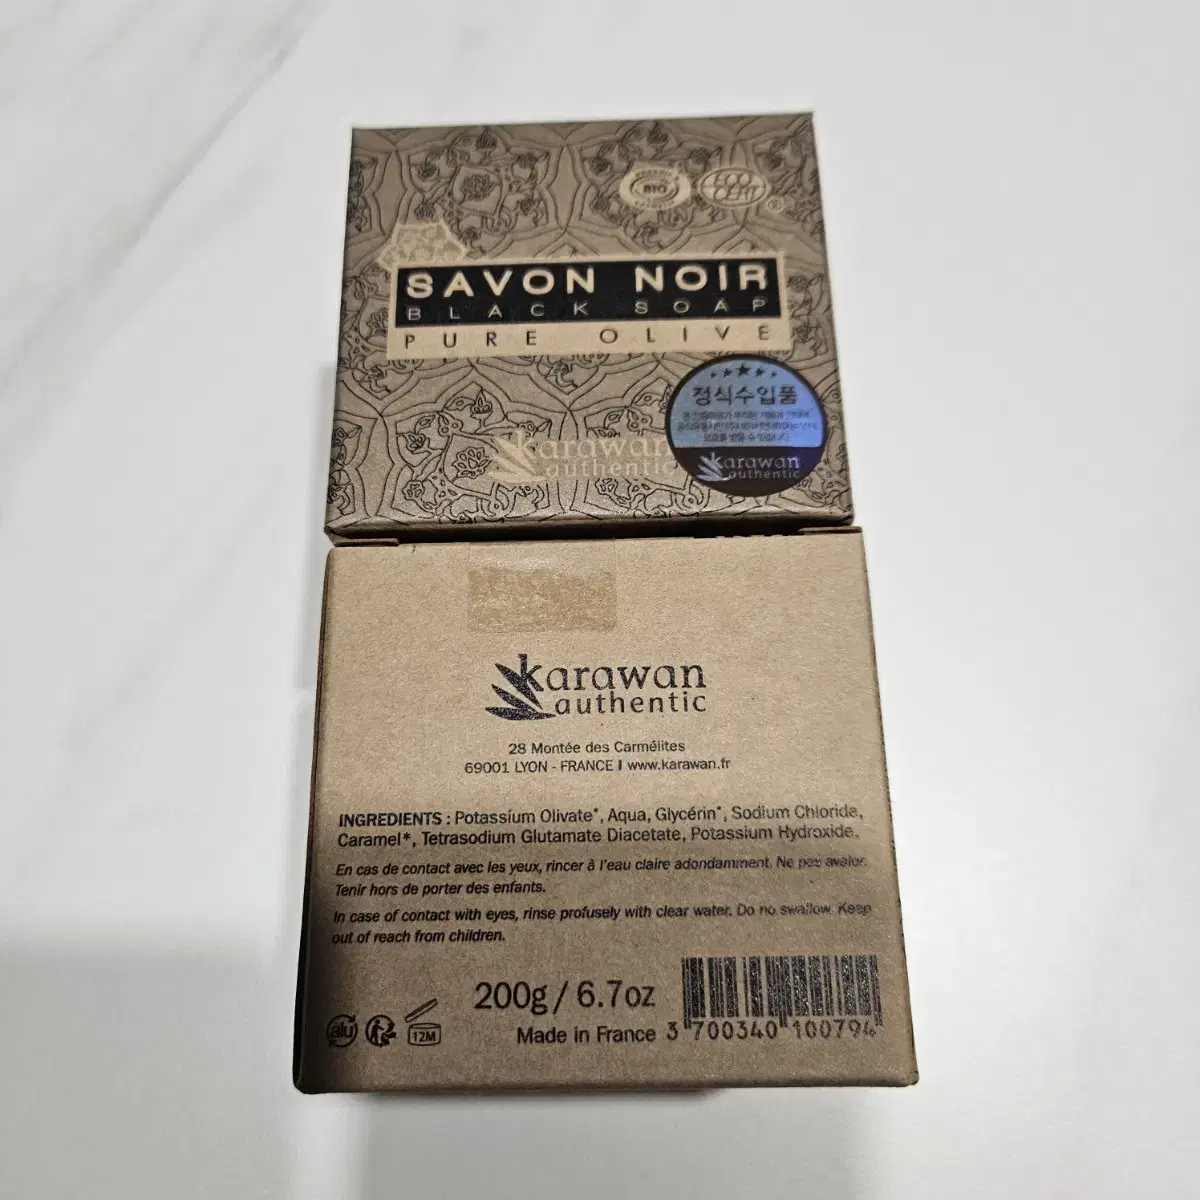 BIO
ECO
CERT
®
SAVON NOIR
BLACK SOAP
PURE OLIVE
정식수입품
karawan
authentic
karawan
authentic
karawan
authentic
28 Montée des Carmélites
69001 LYON - FRANCE I www.karawan.fr
INGREDIENTS : Potassium Olivate*, Aqua, Glycérin*, Sodium Chloride,
Caramel*, Tetrasodium Glutamate Diacetate, Potassium Hydroxide.
En cas de contact avec les yeux, rincer à l'eau claire adondamment. Ne pas avaler.
Tenir hors de porter des enfants.
In case of contact with eyes, rinse profusely with clear water. Do no swallow. Keep
out of reach from children.
200g / 6.7oz
Made in France
3 700340 100794
alu
12M